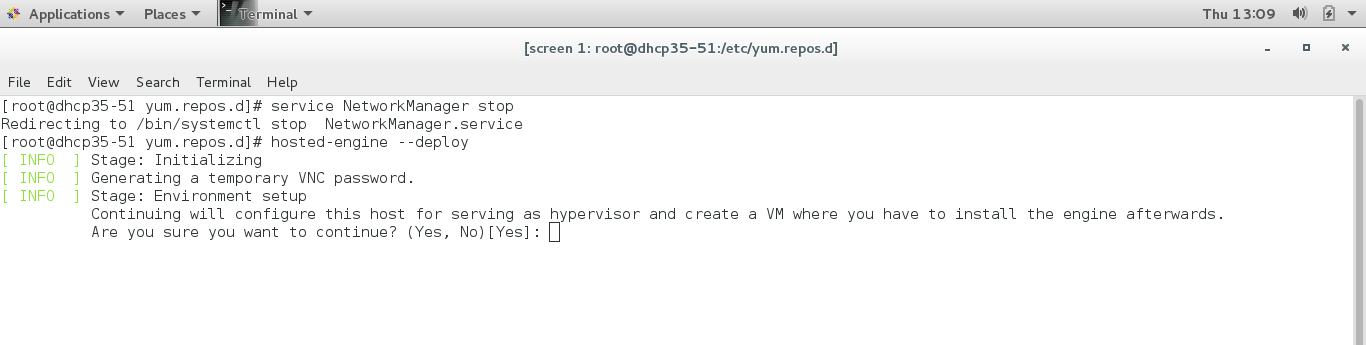 Applications Places Terminal Thu 13:09
[screen 1: root@dhcp35-51:/etc/yum.repos.d]
File Edit View Search Terminal Help
[root@dhcp35-51 yum.repos.d]# service NetworkManager stop
Redirecting to /bin/systemctl stop  NetworkManager.service
[root@dhcp35-51 yum.repos.d]# hosted-engine --deploy
[ INFO  ] Stage: Initializing
[ INFO  ] Generating a temporary VNC password.
[ INFO  ] Stage: Environment setup
          Continuing will configure this host for serving as hypervisor and create a VM where you have to install the engine afterwards.
          Are you sure you want to continue? (Yes, No)[Yes]: